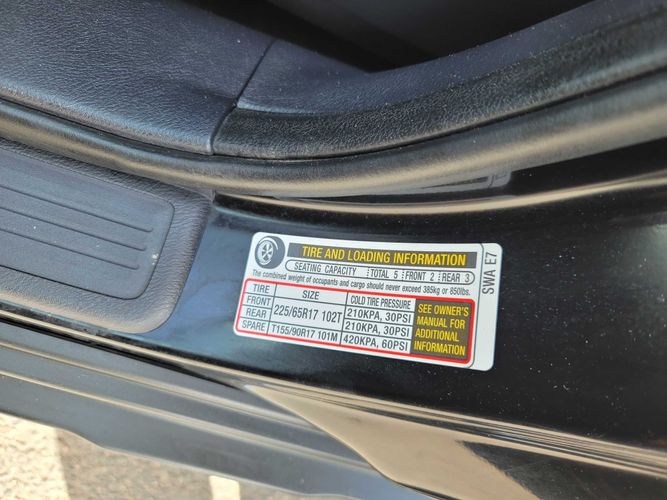 TIRE AND LOADING INFORMATION
SEATING CAPACITY TOTAL 5 FRONT 2 REAR 3
The combined weight of occupants and cargo should never exceed 385kg or 850lbs.
TIRE SIZE COLD TIRE PRESSURE
FRONT 225/65R17 102T 210KPA, 30PSI
REAR 210KPA, 30PSI
SPARE T155/90R17 101M 420KPA, 60PSI
SEE OWNER'S
MANUAL FOR
ADDITIONAL
INFORMATION
SWA E7